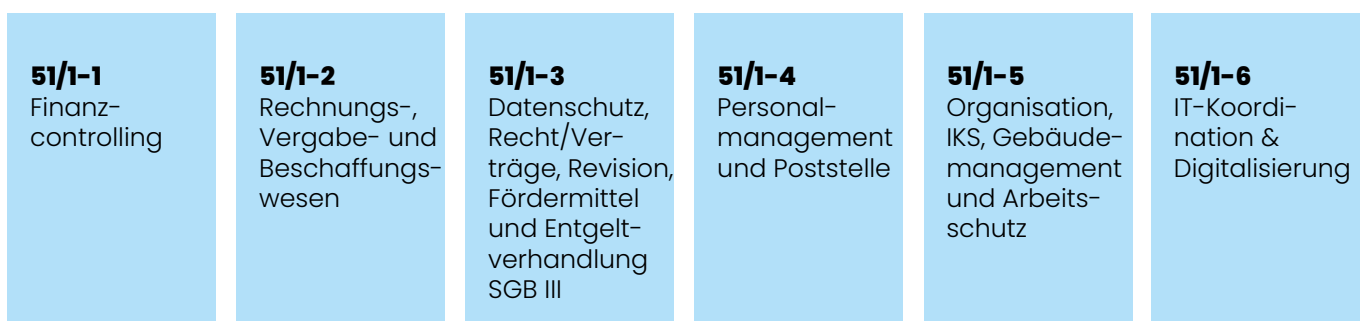 51/1-1
Finanz-
controlling
51/1-2
Rechnungs-,
Vergabe- und
Beschaffungs-
wesen
51/1-3
Datenschutz,
Recht/Ver-
träge, Revision,
Fördermittel
und Entgelt-
verhandlung
SGB III
51/1-4
Personal-
management
und Poststelle
51/1-5
Organisation,
IKS, Gebäude-
management
und Arbeits-
schutz
51/1-6
IT-Koordi-
nation &
Digitalisierung